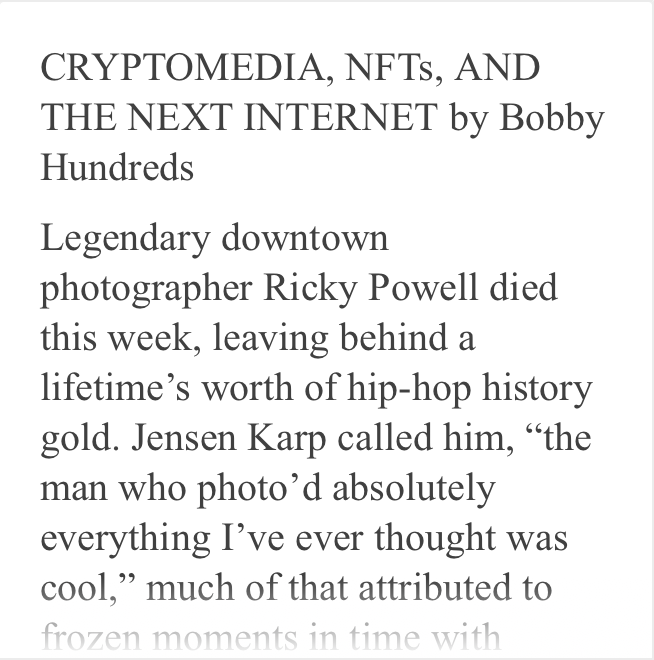 CRYPTOMEDIA, NFTs, AND
THE NEXT INTERNET by Bobby
Hundreds
Legendary downtown
photographer Ricky Powell died
this week, leaving behind a
lifetime’s worth of hip-hop history
gold. Jensen Karp called him, “the
man who photo’d absolutely
everything I’ve ever thought was
cool,” much of that attributed to
frozen moments in time with